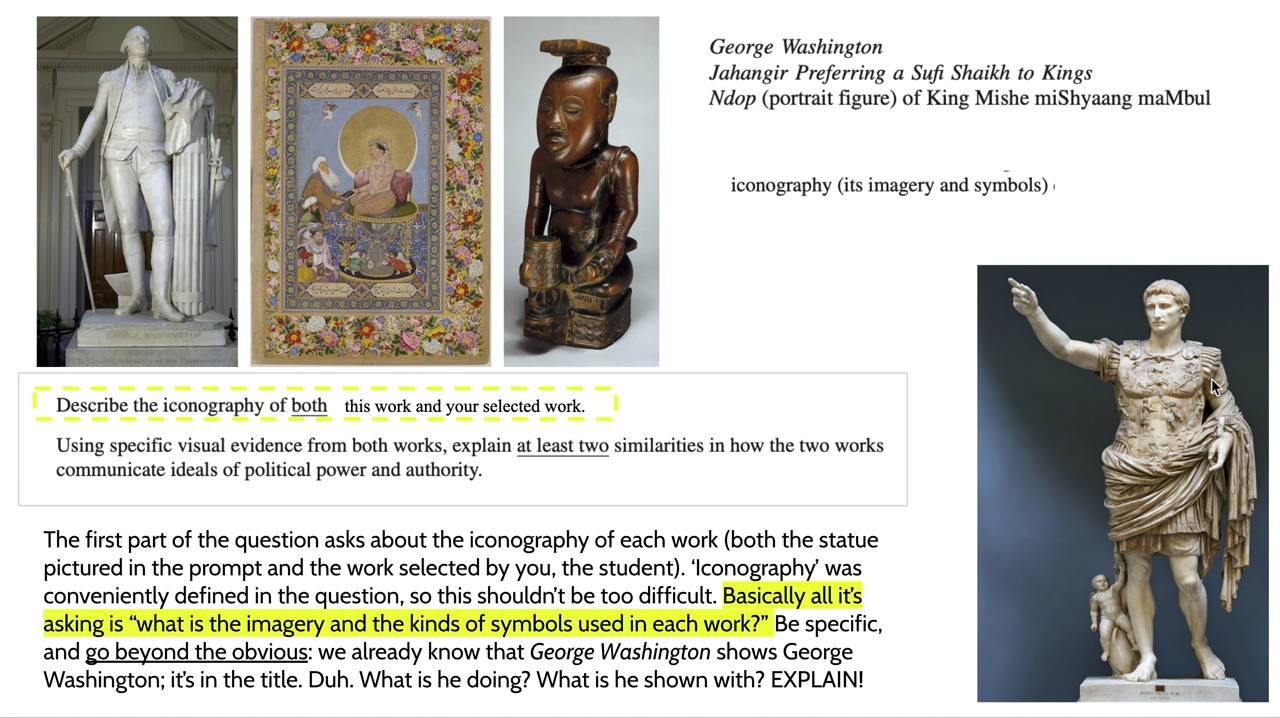 George Washington
Jahangir Preferring a Sufi Shaikh to Kings
Ndop (portrait figure) of King Mishe miShyaang maMbul
iconography (its imagery and symbols)
Describe the iconography of both this work and your selected work.
Using specific visual evidence from both works, explain at least two similarities in how the two works
communicate ideals of political power and authority.
The first part of the question asks about the iconography of each work (both the statue
pictured in the prompt and the work selected by you, the student). ‘Iconography’ was
conveniently defined in the question, so this shouldn’t be too difficult. Basically all it’s
asking is “what is the imagery and the kinds of symbols used in each work?” Be specific,
and go beyond the obvious: we already know that George Washington shows George
Washington; it’s in the title. Duh. What is he doing? What is he shown with? EXPLAIN!
GEORGE WASHINGTON